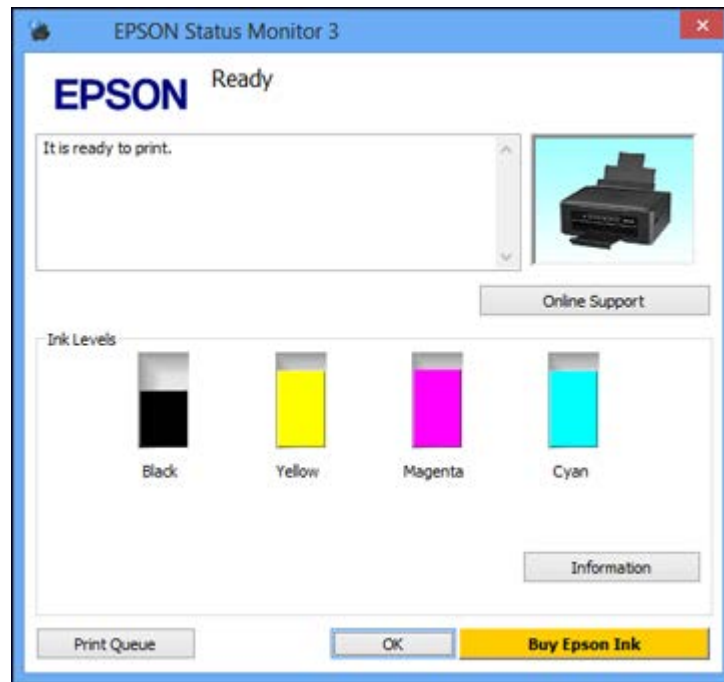 EPSON Status Monitor 3
EPSON
Ready
It is ready to print.
Online Support
Ink Levels
Black
Yellow
Magenta
Cyan
Information
Print Queue
OK
Buy Epson Ink